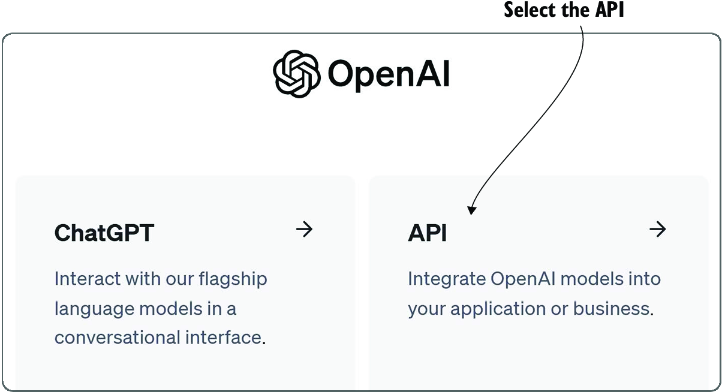 Select the API
OpenAI
ChatGPT
Interact with our flagship
language models in a
conversational interface.
API
Integrate OpenAI models into
your application or business.